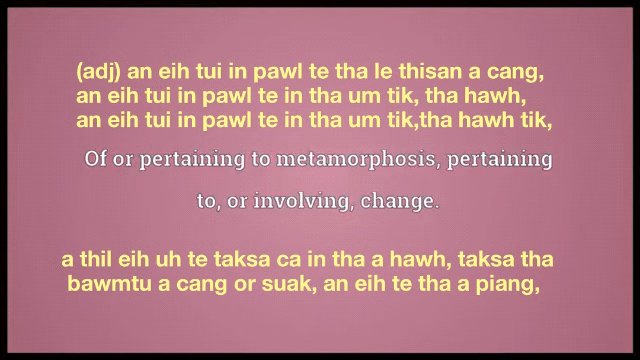 (adj) an eih tui in pawl te tha le thisan a cang,
an eih tui in pawl te in tha um tik, tha hawh,
an eih tui in pawl te in tha um tik,tha hawh tik,
Of or pertaining to metamorphosis, pertaining
to, or involving, change.
a thil eih uh te taksa ca in tha a hawh, taksa tha
bawmtu a cang or suak, an eih te tha a piang,